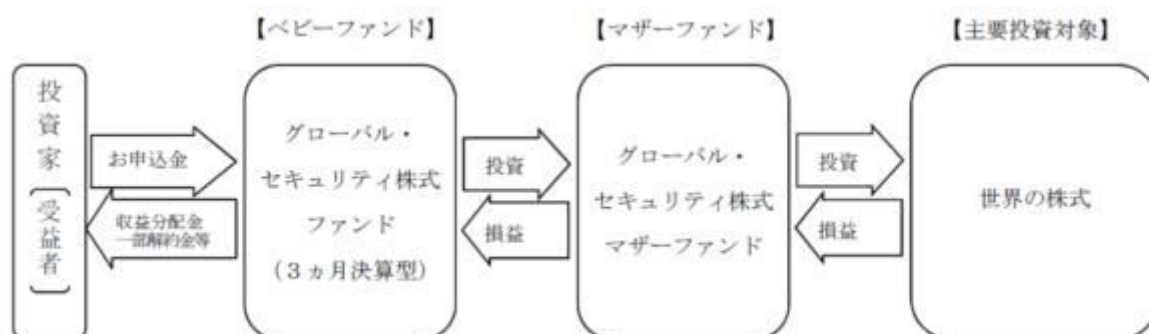 【ベビーファンド】
【マザーファンド】
【主要投資対象】
投資家
(受益者)
お申込金
収益分配金
一部解約金等
グローバル・
セキュリティ株式
ファンド
(3ヵ月決算型)
投資
損益
グローバル・
セキュリティ株式
マザーファンド
投資
損益
世界の株式